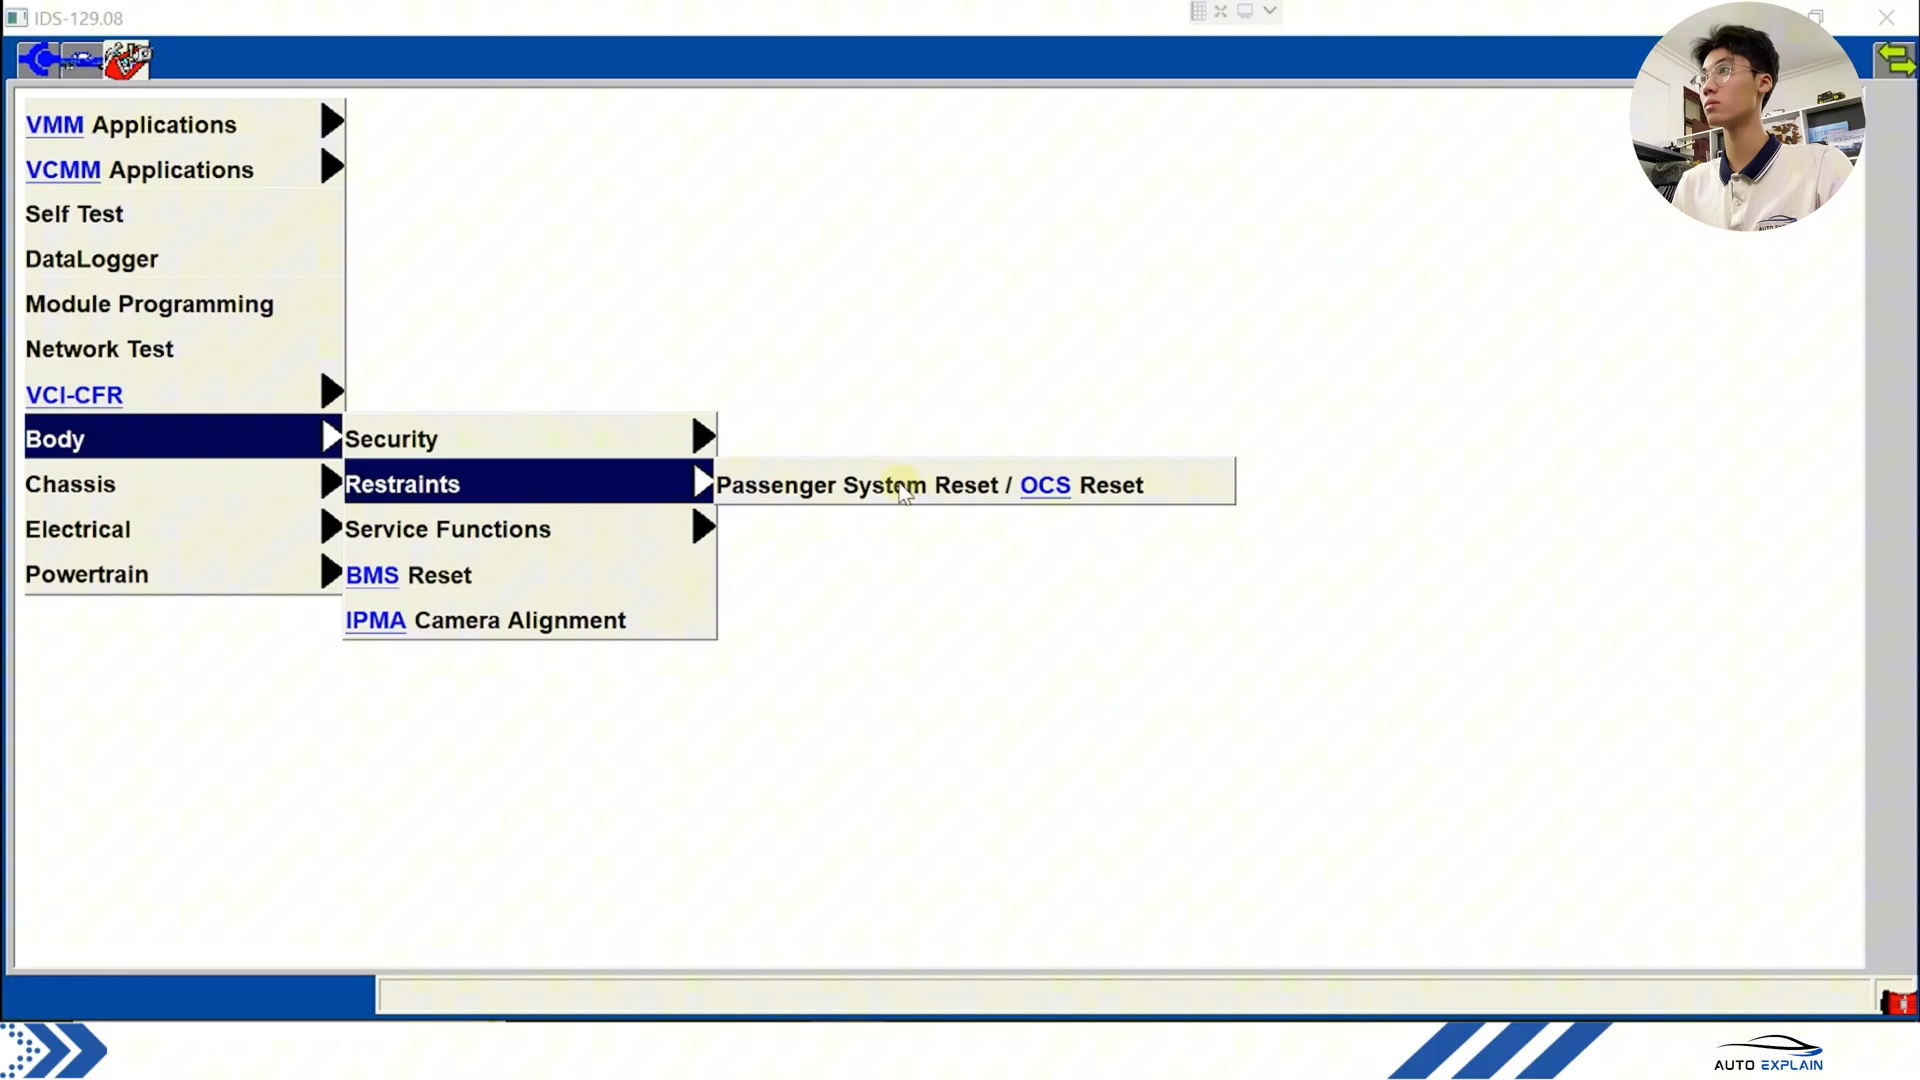 IDS-129.08
VMM Applications
VCMM Applications
Self Test
DataLogger
Module Programming
Network Test
VCI-CFR
Body
Security
Chassis
Restraints
Passenger System Reset / OCS Reset
Electrical
Service Functions
Powertrain
BMS Reset
IPMA Camera Alignment
AUTO EXPLAIN